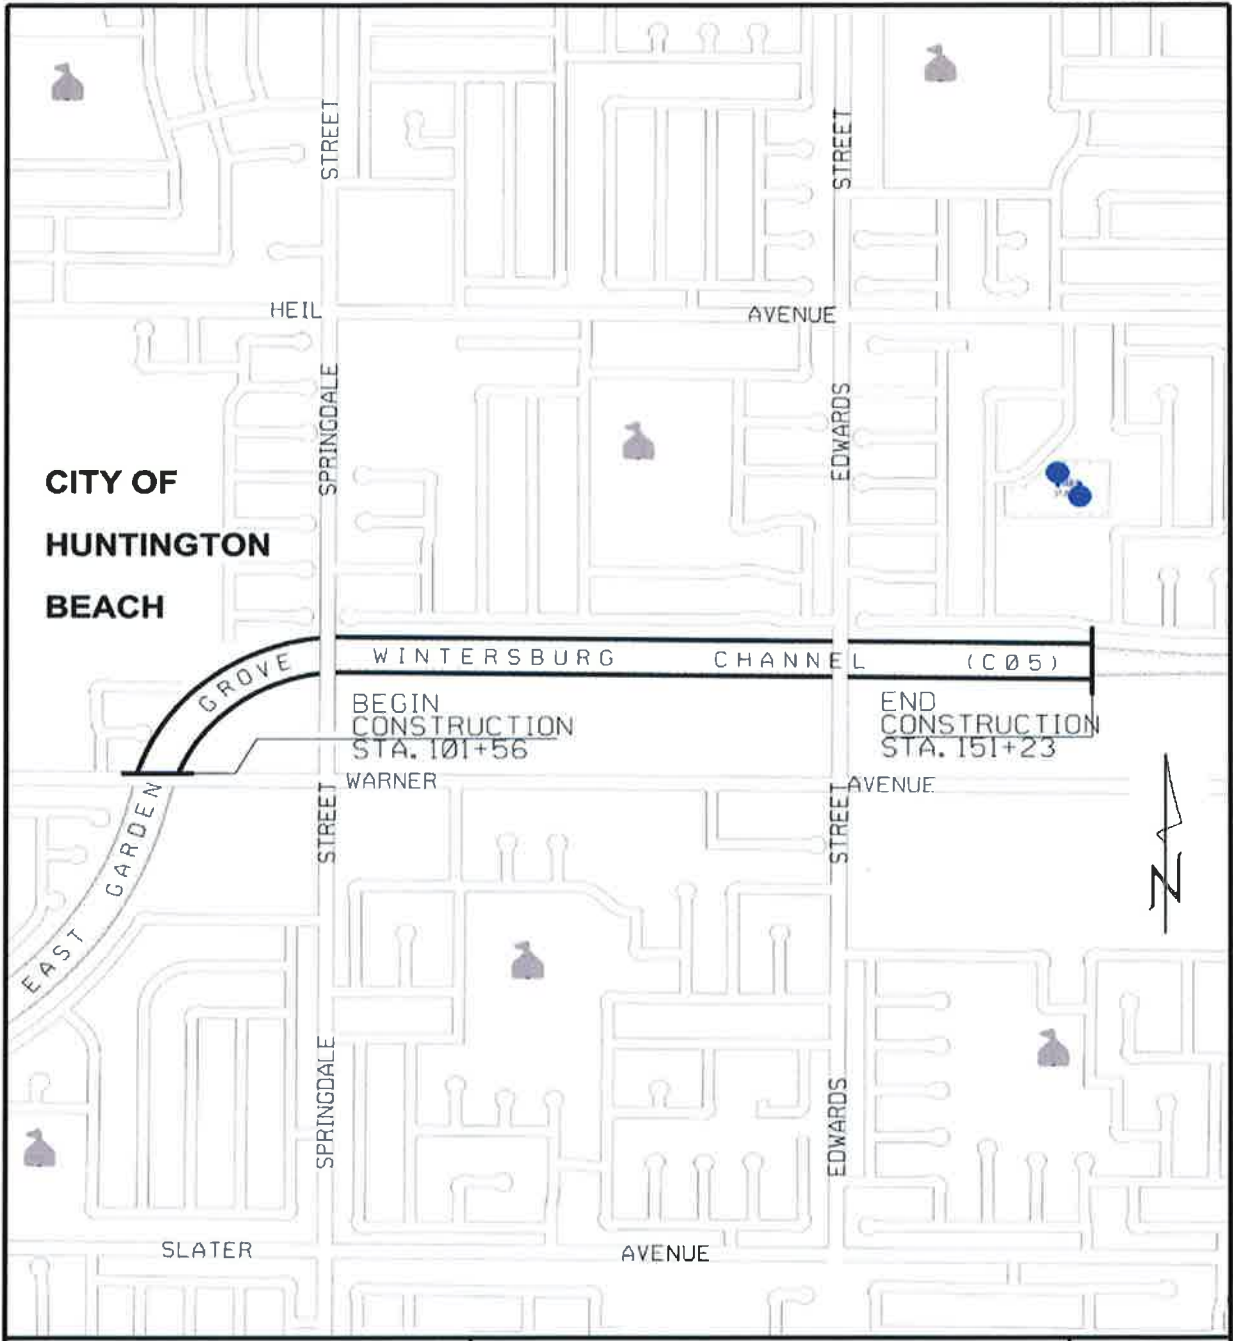 STREET
STREET
HEIL
AVENUE
SPRINGDALE
EDWARDS
CITY OF
HUNTINGTON
BEACH
EAST GARDEN GROVE WINTERSBURG CHANNEL (C05)
BEGIN
CONSTRUCTION
STA. 101+56
END
CONSTRUCTION
STA. 151+23
WARNER
AVENUE
STREET
STREET
N
SPRINGDALE
EDWARDS
SLATER
AVENUE